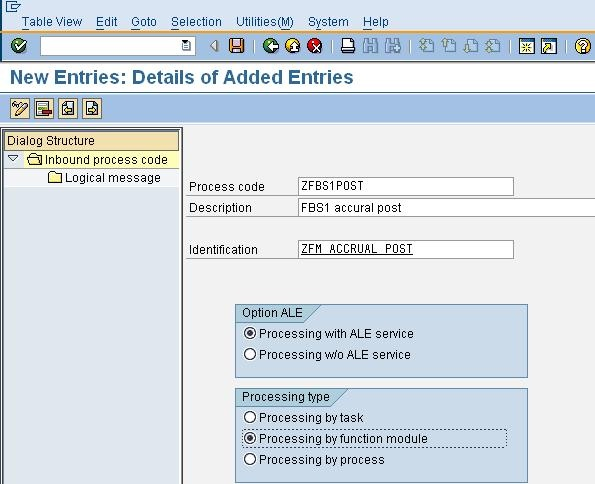 Table View Edit Goto Selection Utilities(M) System Help
New Entries: Details of Added Entries
Dialog Structure
Inbound process code
Logical message
Process code ZFBS1POST
Description FBS1 accural post
Identification ZFM_ACCRUAL_POST
Option ALE
Processing with ALE service
Processing w/o ALE service
Processing type
Processing by task
Processing by function module
Processing by process